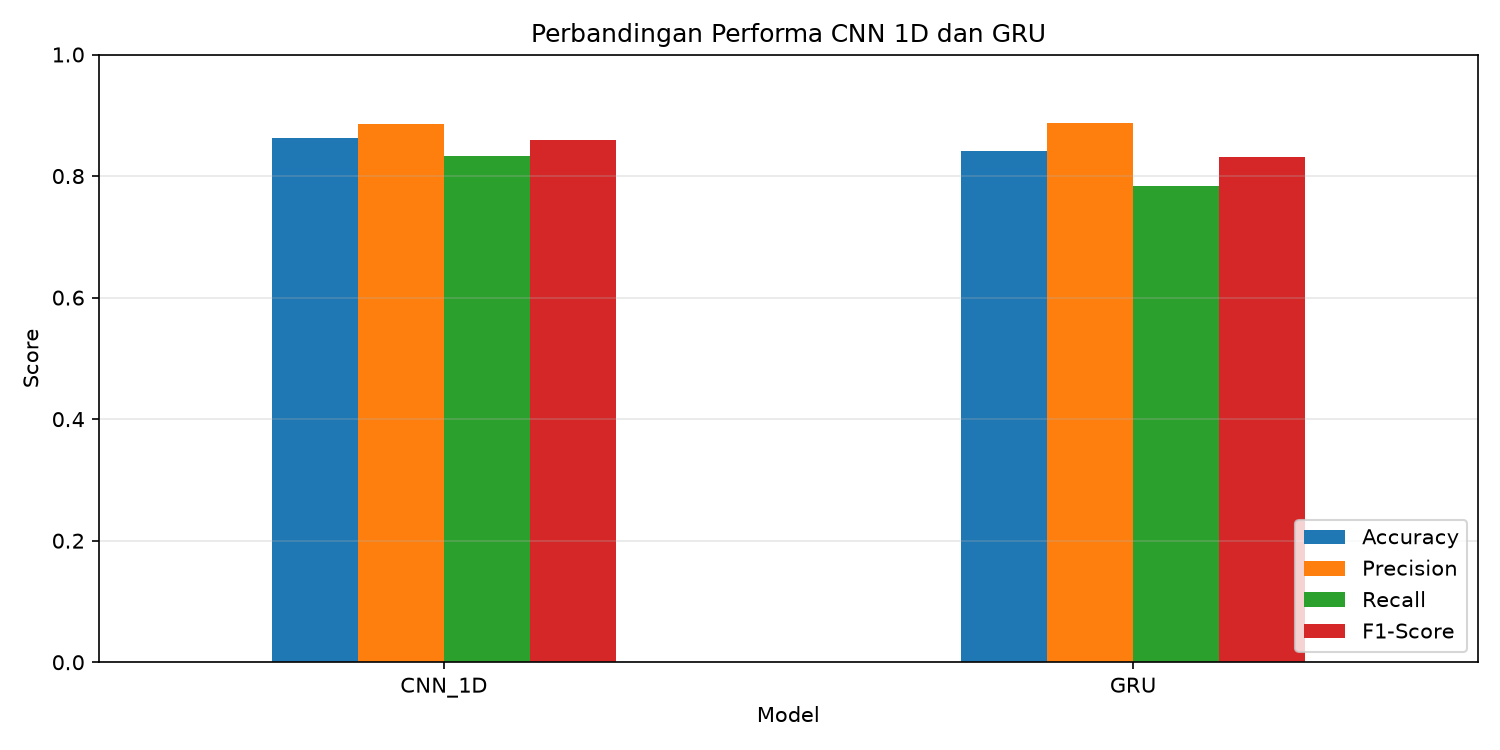 Perbandingan Performa CNN 1D dan GRU
1.0
0.8
0.6
0.4
0.2
0.0
Score
CNN_1D
GRU
Model
Accuracy
Precision
Recall
F1-Score